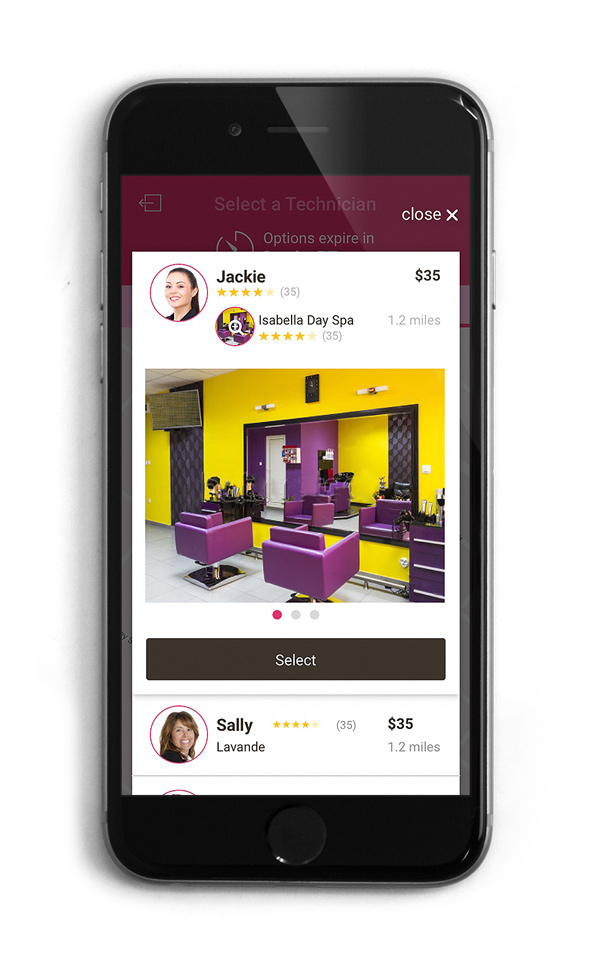 Select a Technician
close ×
Options expire in
Jackie
$35
(35)
Isabella Day Spa
1.2 miles
(35)
Select
Sally
(35)
$35
Lavande
1.2 miles